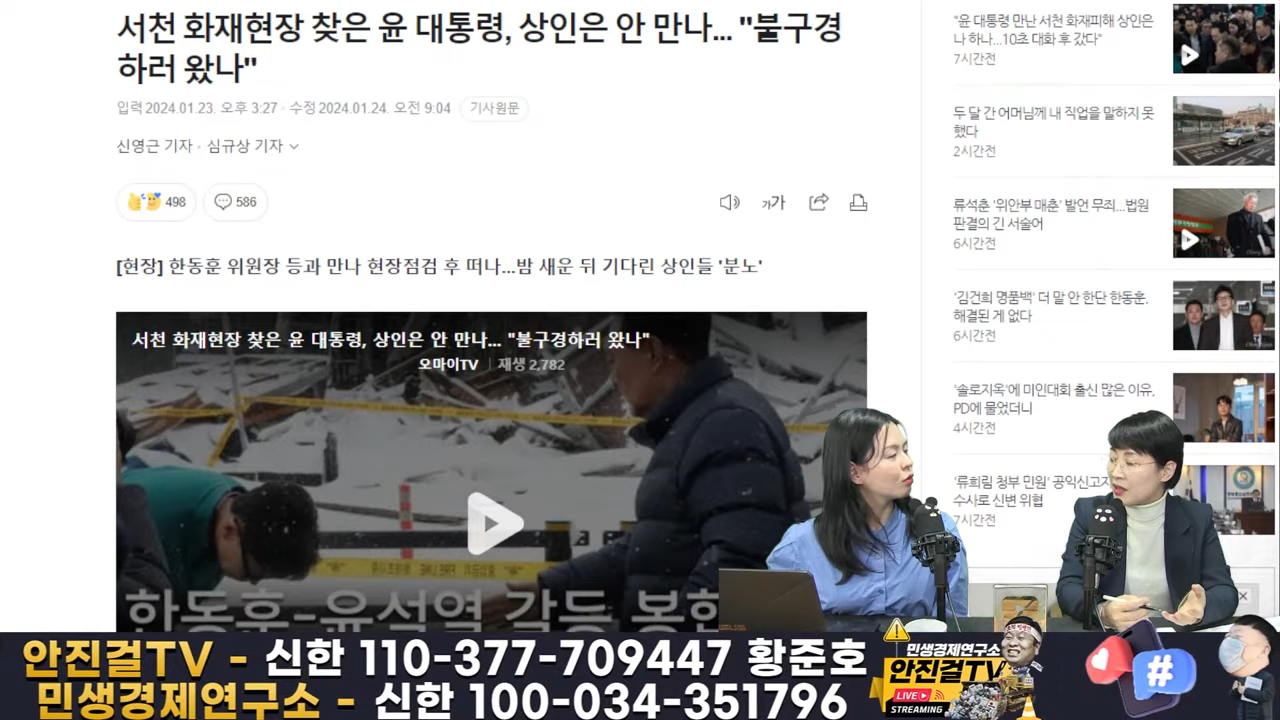 서천 화재현장 찾은 윤 대통령, 상인은 안 만나... "불구경
하러 왔나"
입력 2024.01.23. 오후 3:27 · 수정 2024.01.24. 오전 9:04 기사원문
신영근 기자 · 심규상 기자
498 586
가가
[현장] 한동훈 위원장 등과 만나 현장점검 후 떠나...밤 새운 뒤 기다린 상인들 '분노'
서천 화재현장 찾은 윤 대통령, 상인은 안 만나... "불구경하러 왔나"
오마이TV 재생 2,782
한동훈-윤석열 갈등 봉합
"윤 대통령 만난 서천 화재피해 상인은
나 하나...10초 대화 후 갔다"
7시간전
두 달 간 어머님께 내 직업을 말하지 못
했다
2시간전
류석춘 '위안부 매춘' 발언 무죄...법원
판결의 긴 서술어
6시간전
'김건희 명품백' 더 말 안 한단 한동훈,
해결된 게 없다
6시간전
'솔로지옥'에 미인대회 출신 많은 이유,
PD에 물었더니
4시간전
'류희림 청부 민원' 공익신고자
수사로 신변 위협
7시간전
안진걸TV - 신한 110-377-709447 황준호
민생경제연구소 - 신한 100-034-351796
민생경제연구소
안진걸TV
LIVE
STREAMING
#